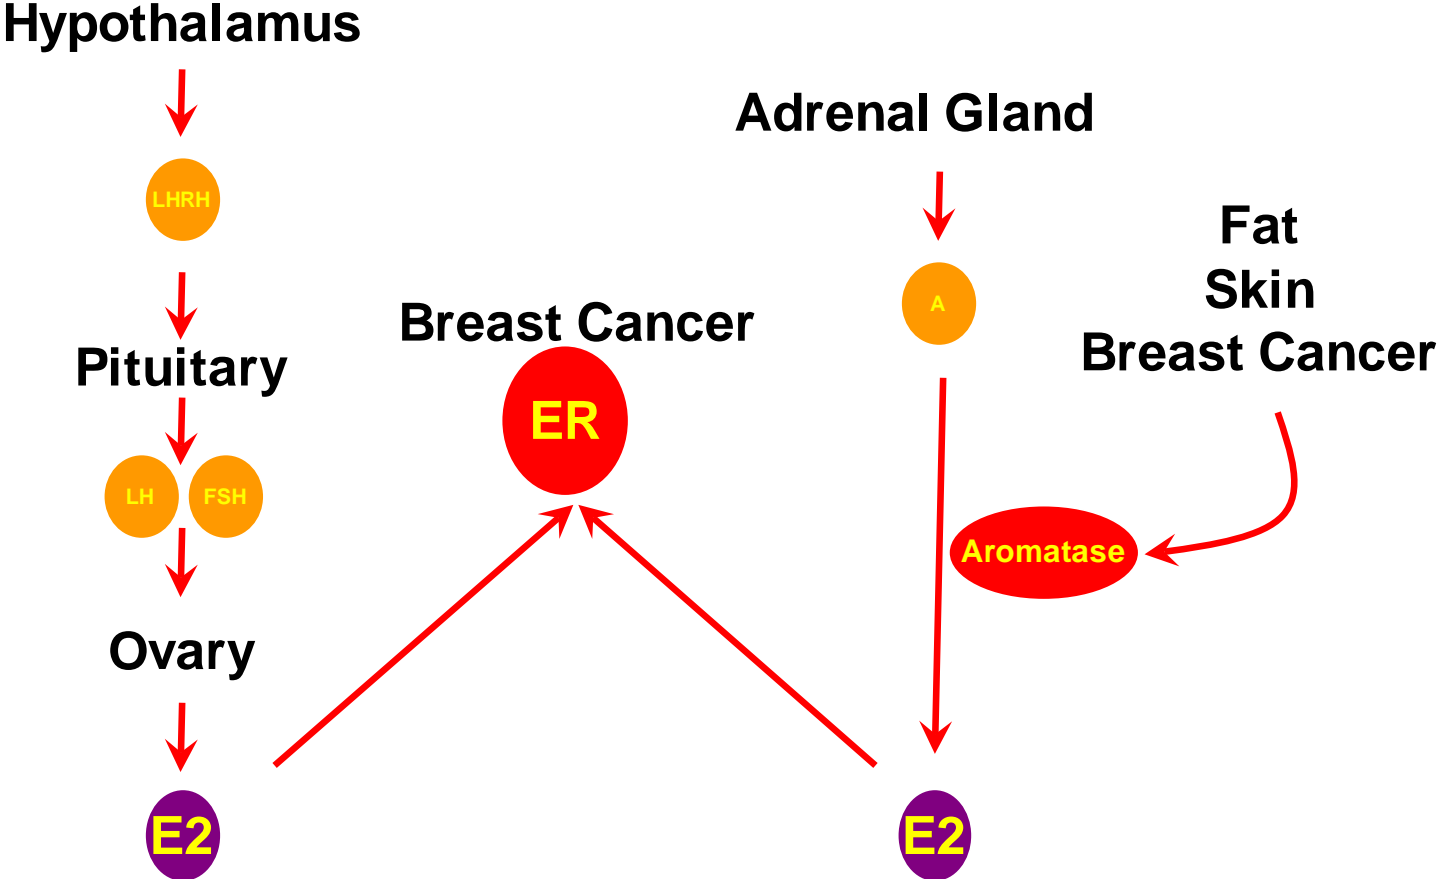 Hypothalamus
LHRH
Pituitary
LH FSH
Ovary
E2
Breast Cancer
ER
Adrenal Gland
A
Fat
Skin
Breast Cancer
Aromatase
E2